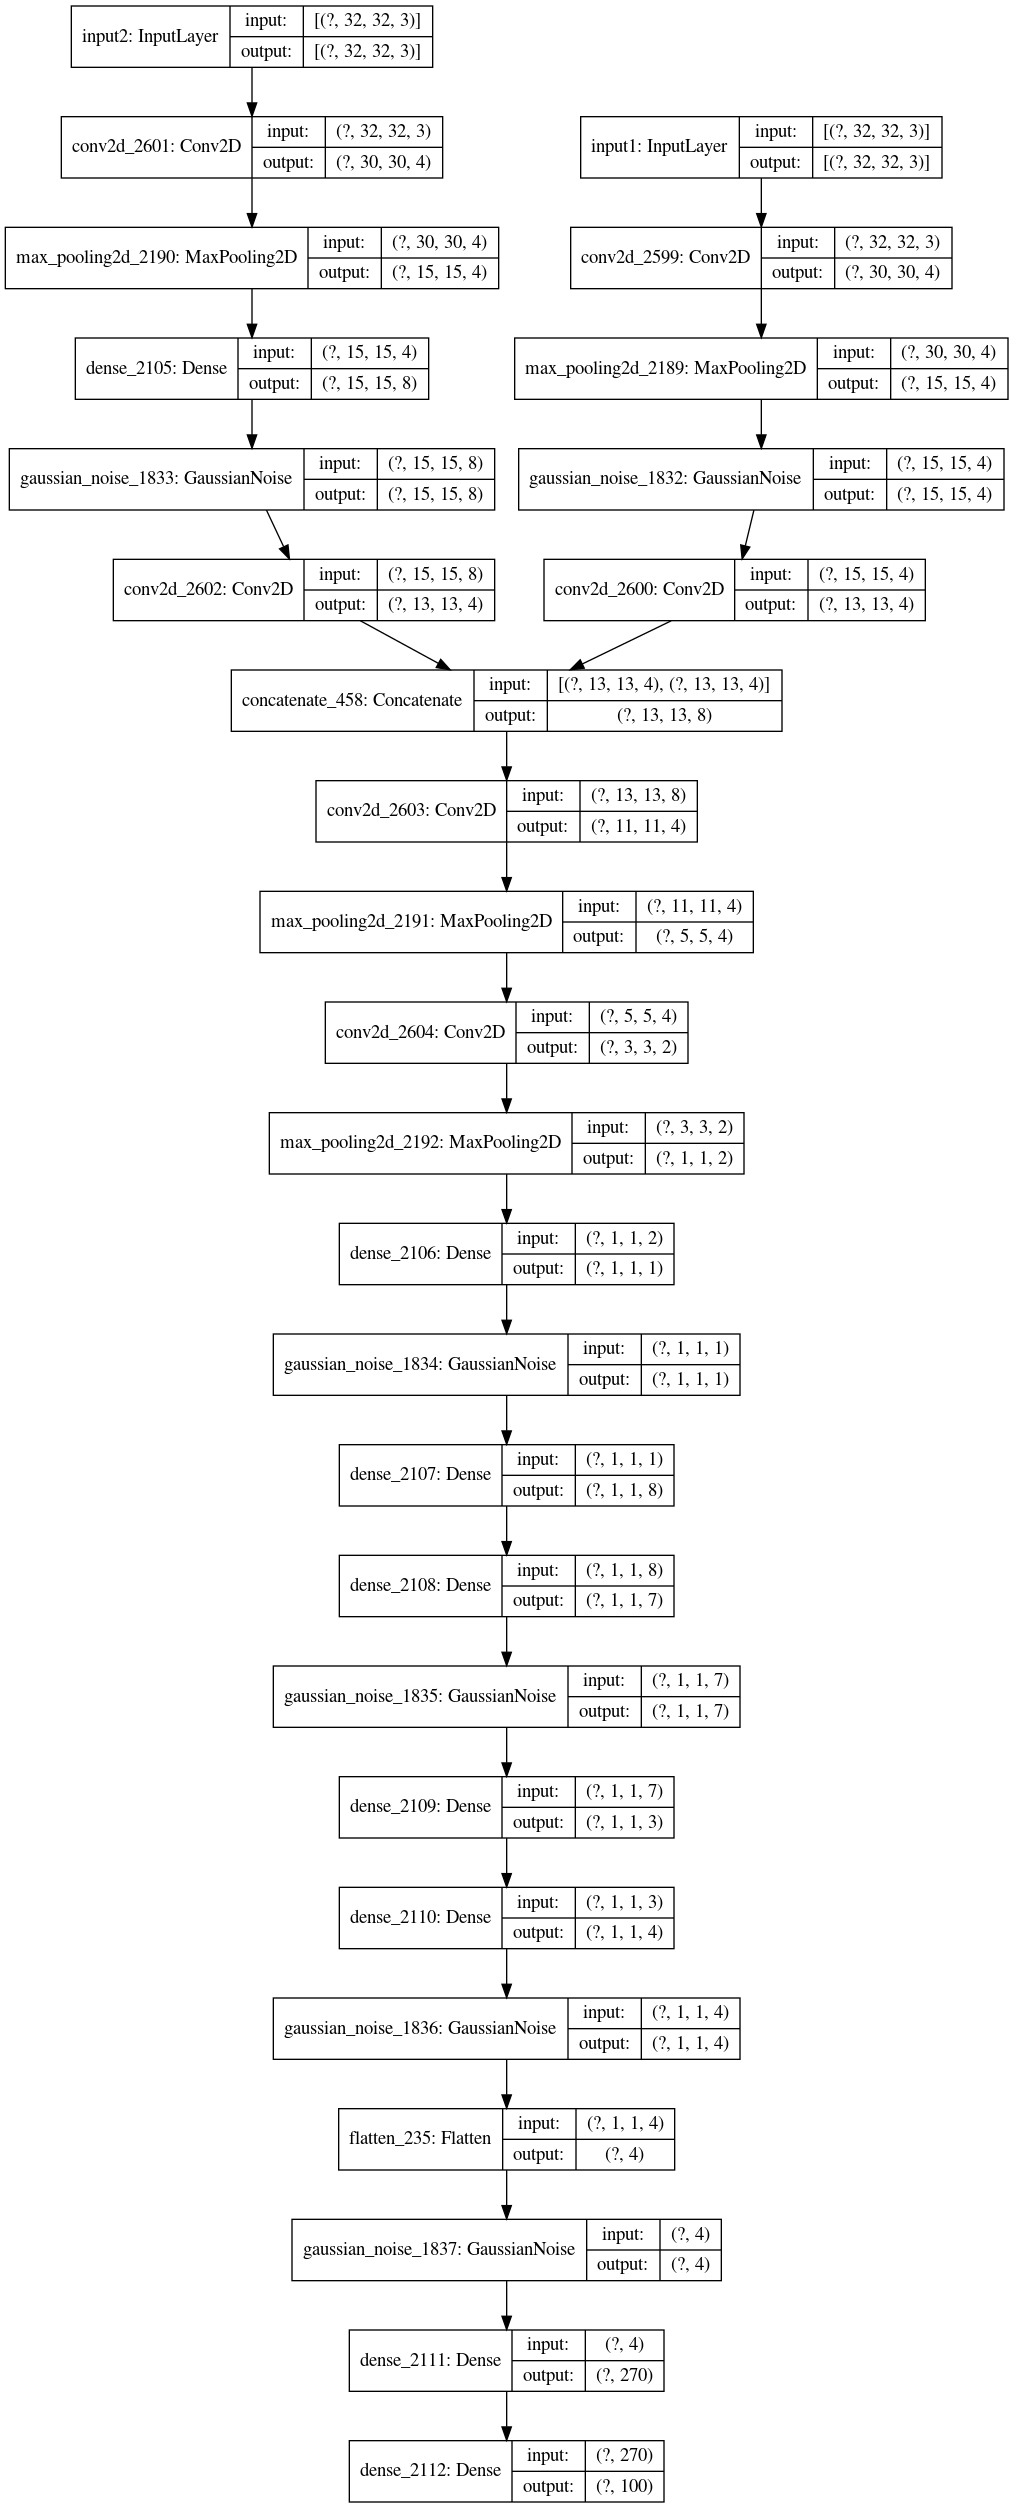 input2: InputLayer
input: [(?, 32, 32, 3)]
output: [(?, 32, 32, 3)]
conv2d_2601: Conv2D
input: (?, 32, 32, 3)
output: (?, 30, 30, 4)
input1: InputLayer
input: [(?, 32, 32, 3)]
output: [(?, 32, 32, 3)]
max_pooling2d_2190: MaxPooling2D
input: (?, 30, 30, 4)
output: (?, 15, 15, 4)
conv2d_2599: Conv2D
input: (?, 32, 32, 3)
output: (?, 30, 30, 4)
dense_2105: Dense
input: (?, 15, 15, 4)
output: (?, 15, 15, 8)
max_pooling2d_2189: MaxPooling2D
input: (?, 30, 30, 4)
output: (?, 15, 15, 4)
gaussian_noise_1833: GaussianNoise
input: (?, 15, 15, 8)
output: (?, 15, 15, 8)
gaussian_noise_1832: GaussianNoise
input: (?, 15, 15, 4)
output: (?, 15, 15, 4)
conv2d_2602: Conv2D
input: (?, 15, 15, 8)
output: (?, 13, 13, 4)
conv2d_2600: Conv2D
input: (?, 15, 15, 4)
output: (?, 13, 13, 4)
concatenate_458: Concatenate
input: [(?, 13, 13, 4), (?, 13, 13, 4)]
output: (?, 13, 13, 8)
conv2d_2603: Conv2D
input: (?, 13, 13, 8)
output: (?, 11, 11, 4)
max_pooling2d_2191: MaxPooling2D
input: (?, 11, 11, 4)
output: (?, 5, 5, 4)
conv2d_2604: Conv2D
input: (?, 5, 5, 4)
output: (?, 3, 3, 2)
max_pooling2d_2192: MaxPooling2D
input: (?, 3, 3, 2)
output: (?, 1, 1, 2)
dense_2106: Dense
input: (?, 1, 1, 2)
output: (?, 1, 1, 1)
gaussian_noise_1834: GaussianNoise
input: (?, 1, 1, 1)
output: (?, 1, 1, 1)
dense_2107: Dense
input: (?, 1, 1, 1)
output: (?, 1, 1, 8)
dense_2108: Dense
input: (?, 1, 1, 8)
output: (?, 1, 1, 7)
gaussian_noise_1835: GaussianNoise
input: (?, 1, 1, 7)
output: (?, 1, 1, 7)
dense_2109: Dense
input: (?, 1, 1, 7)
output: (?, 1, 1, 3)
dense_2110: Dense
input: (?, 1, 1, 3)
output: (?, 1, 1, 4)
gaussian_noise_1836: GaussianNoise
input: (?, 1, 1, 4)
output: (?, 1, 1, 4)
flatten_235: Flatten
input: (?, 1, 1, 4)
output: (?, 4)
gaussian_noise_1837: GaussianNoise
input: (?, 4)
output: (?, 4)
dense_2111: Dense
input: (?, 4)
output: (?, 270)
dense_2112: Dense
input: (?, 270)
output: (?, 100)